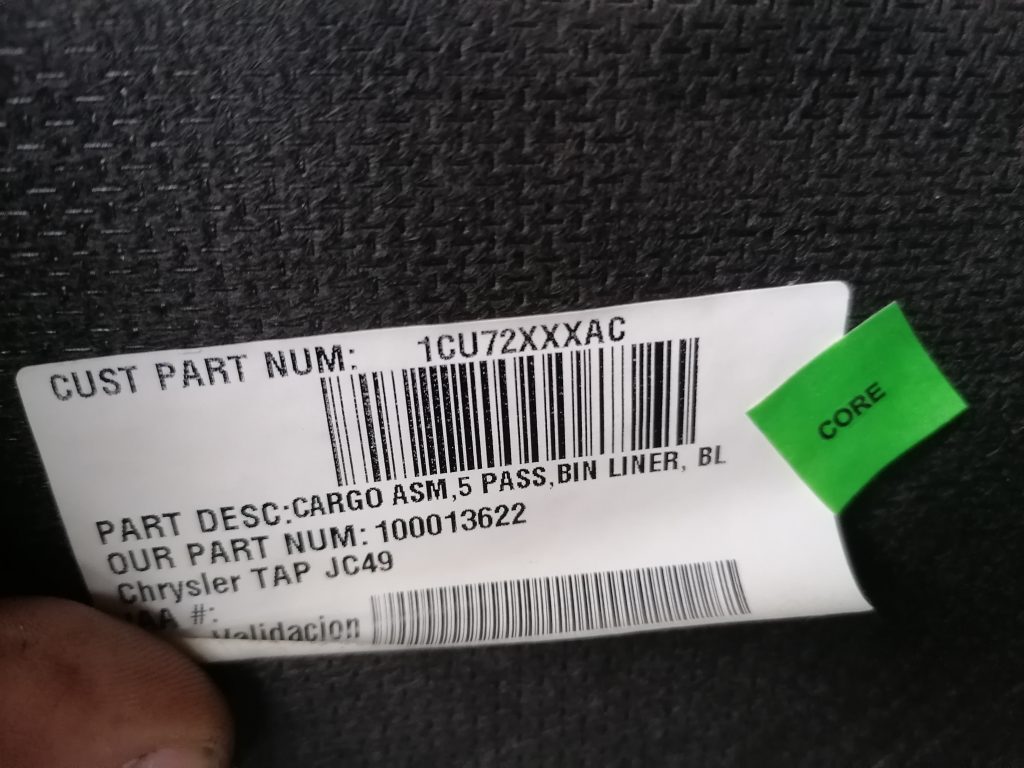 CUST PART NUM: 1CU72XXXAC
PART DESC:CARGO ASM,5 PASS,BIN LINER, BL
OUR PART NUM: 100013622
Chrysler TAP JC49
#:
Validacion
CORE